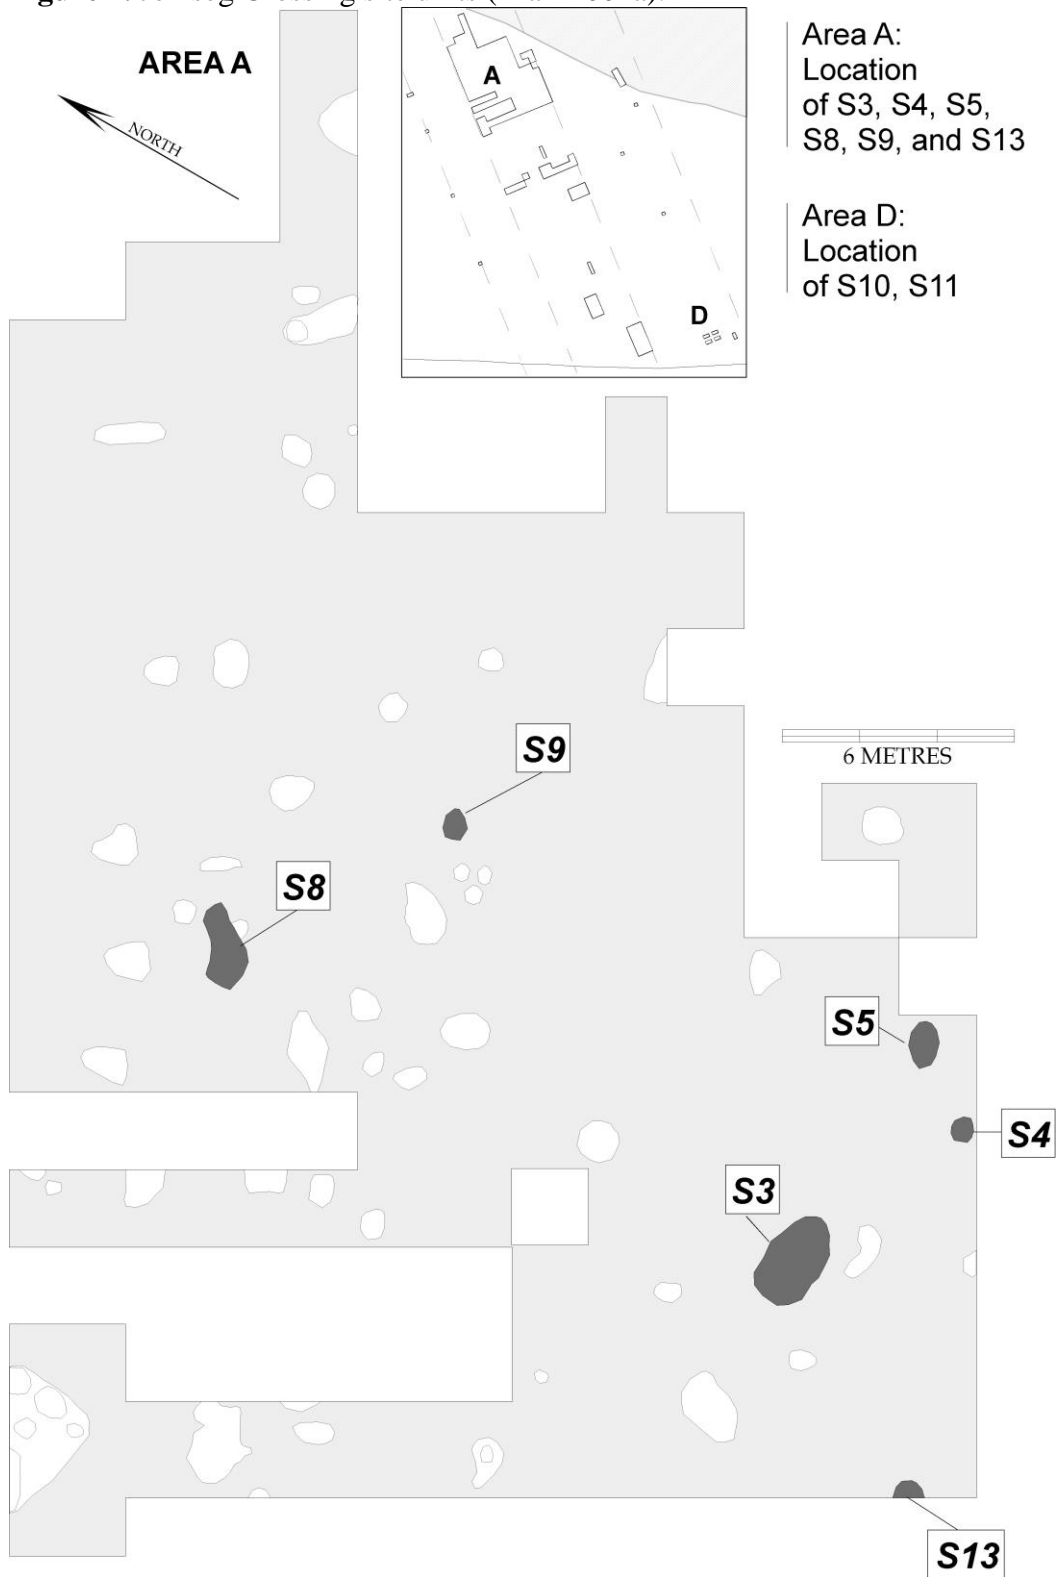 AREA A
NORTH
A
D
Area A:
Location
of S3, S4, S5,
S8, S9, and S13
Area D:
Location
of S10, S11
S9
6 METRES
S8
S5
S4
S3
S13